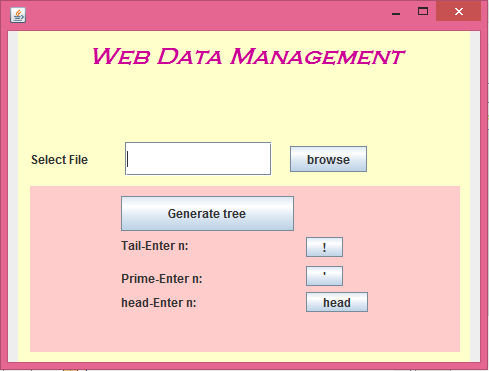 Web Data Management
Select File browse
Generate tree
Tail-Enter n: !
Prime-Enter n: '
head-Enter n: head